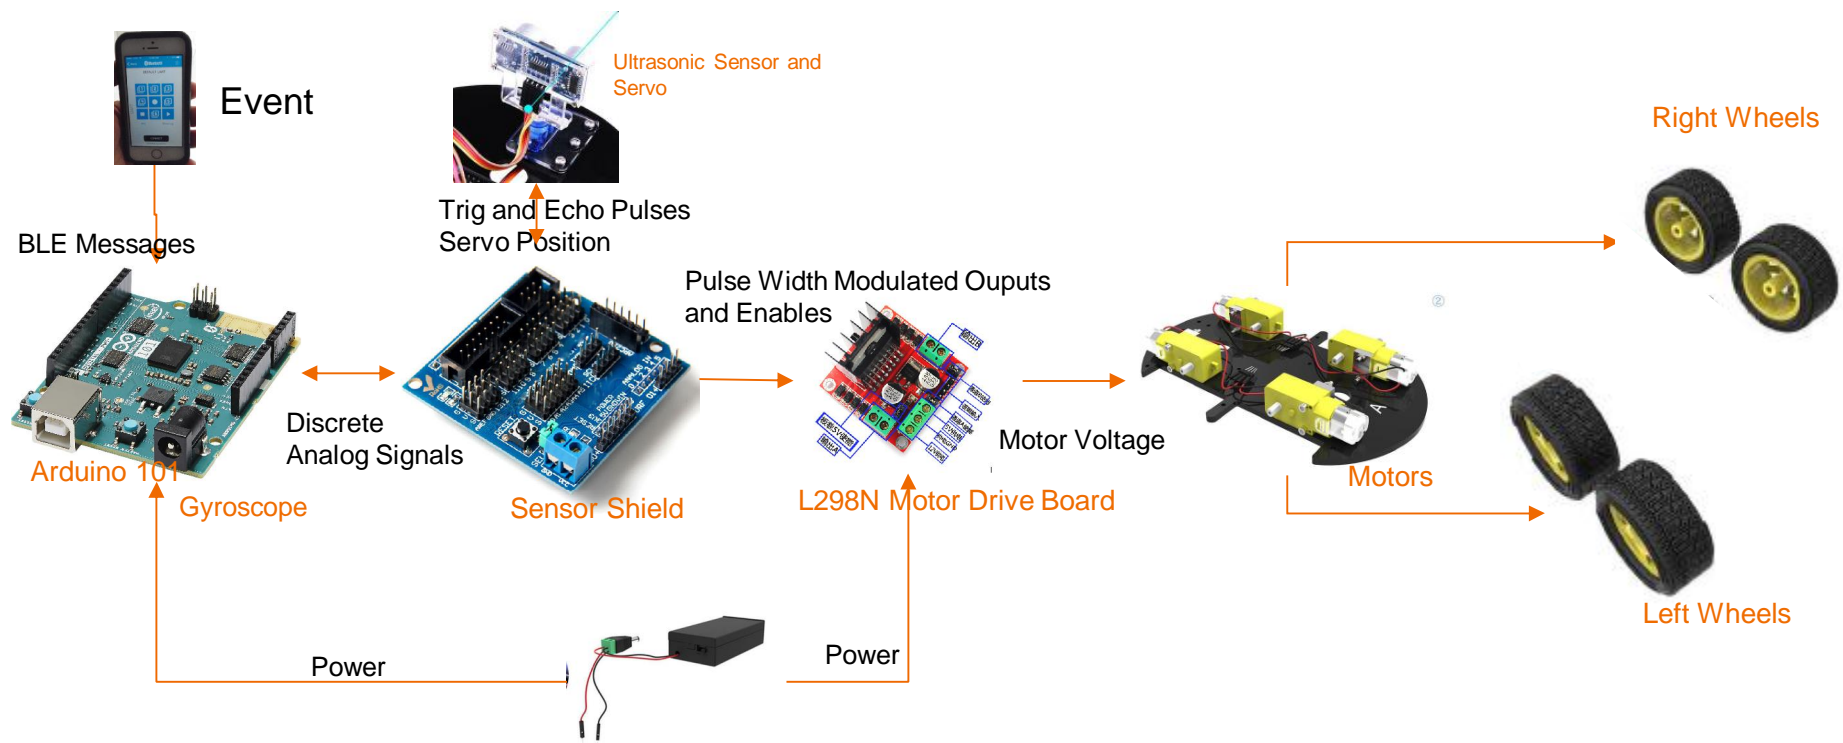 Event
Ultrasonic Sensor and
Servo
Right Wheels
BLE Messages
Trig and Echo Pulses
Servo Position
Pulse Width Modulated Ouputs
and Enables
②
Discrete
Analog Signals
Motor Voltage
Arduino 101
Gyroscope
Sensor Shield
L298N Motor Drive Board
Motors
Left Wheels
Power
Power
RESET
A